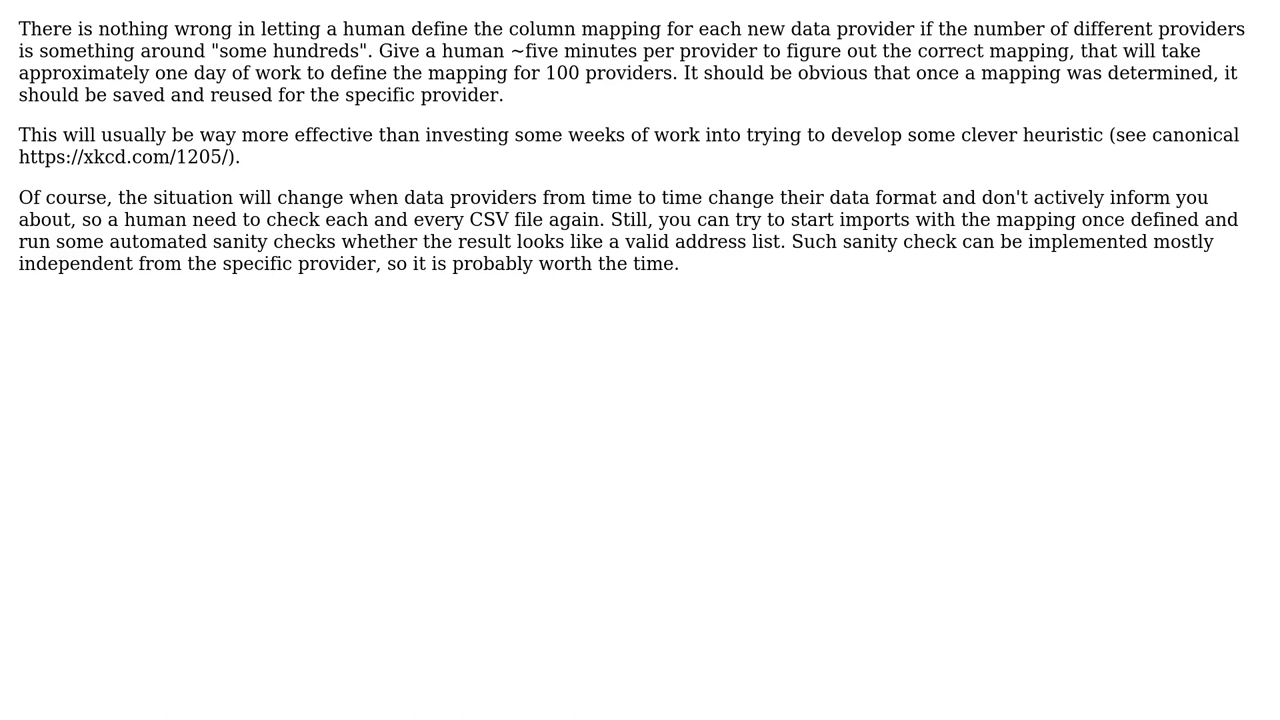 There is nothing wrong in letting a human define the column mapping for each new data provider if the number of different providers
is something around "some hundreds". Give a human ~five minutes per provider to figure out the correct mapping, that will take
approximately one day of work to define the mapping for 100 providers. It should be obvious that once a mapping was determined, it
should be saved and reused for the specific provider.
This will usually be way more effective than investing some weeks of work into trying to develop some clever heuristic (see canonical
https://xkcd.com/1205/).
Of course, the situation will change when data providers from time to time change their data format and don't actively inform you
about, so a human need to check each and every CSV file again. Still, you can try to start imports with the mapping once defined and
run some automated sanity checks whether the result looks like a valid address list. Such sanity check can be implemented mostly
independent from the specific provider, so it is probably worth the time.